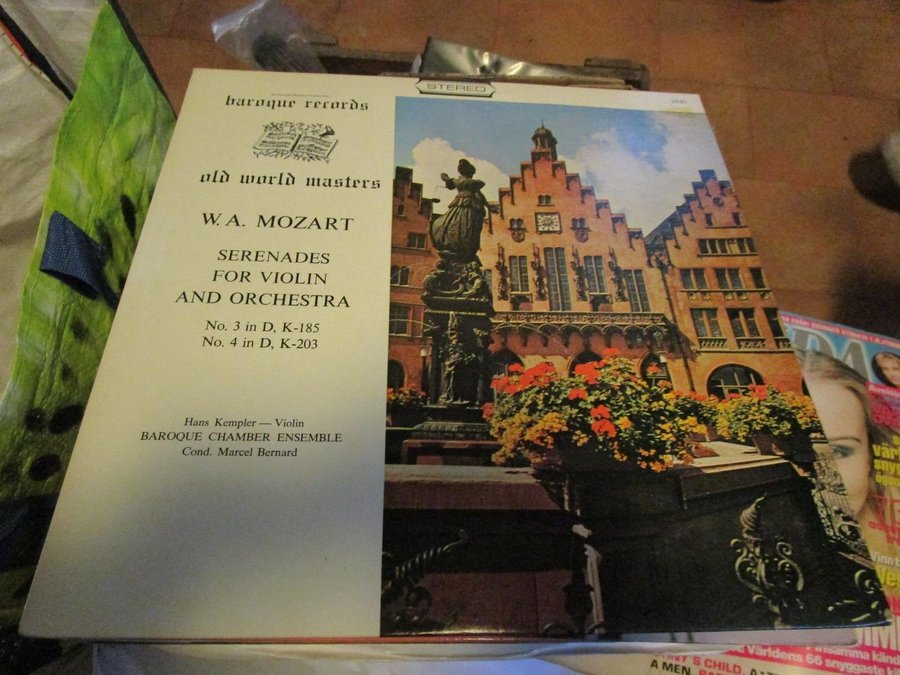 STEREO
baroque records
old world masters
W. A. MOZART
SERENADES
FOR VIOLIN
AND ORCHESTRA
No. 3 in D, K-185
No. 4 in D, K-203
Hans Kempler — Violin
BAROQUE CHAMBER ENSEMBLE
Cond. Marcel Bernard
Världens 66 snyggaste
'S CHILD,
A MEN